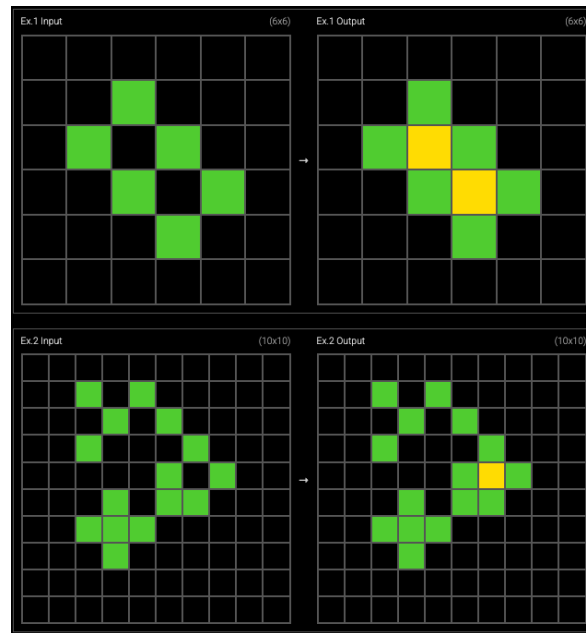 Ex.1 Input (6x6) Ex.1 Output (6x6)
→
Ex.2 Input (10x10) Ex.2 Output (10x10)
→